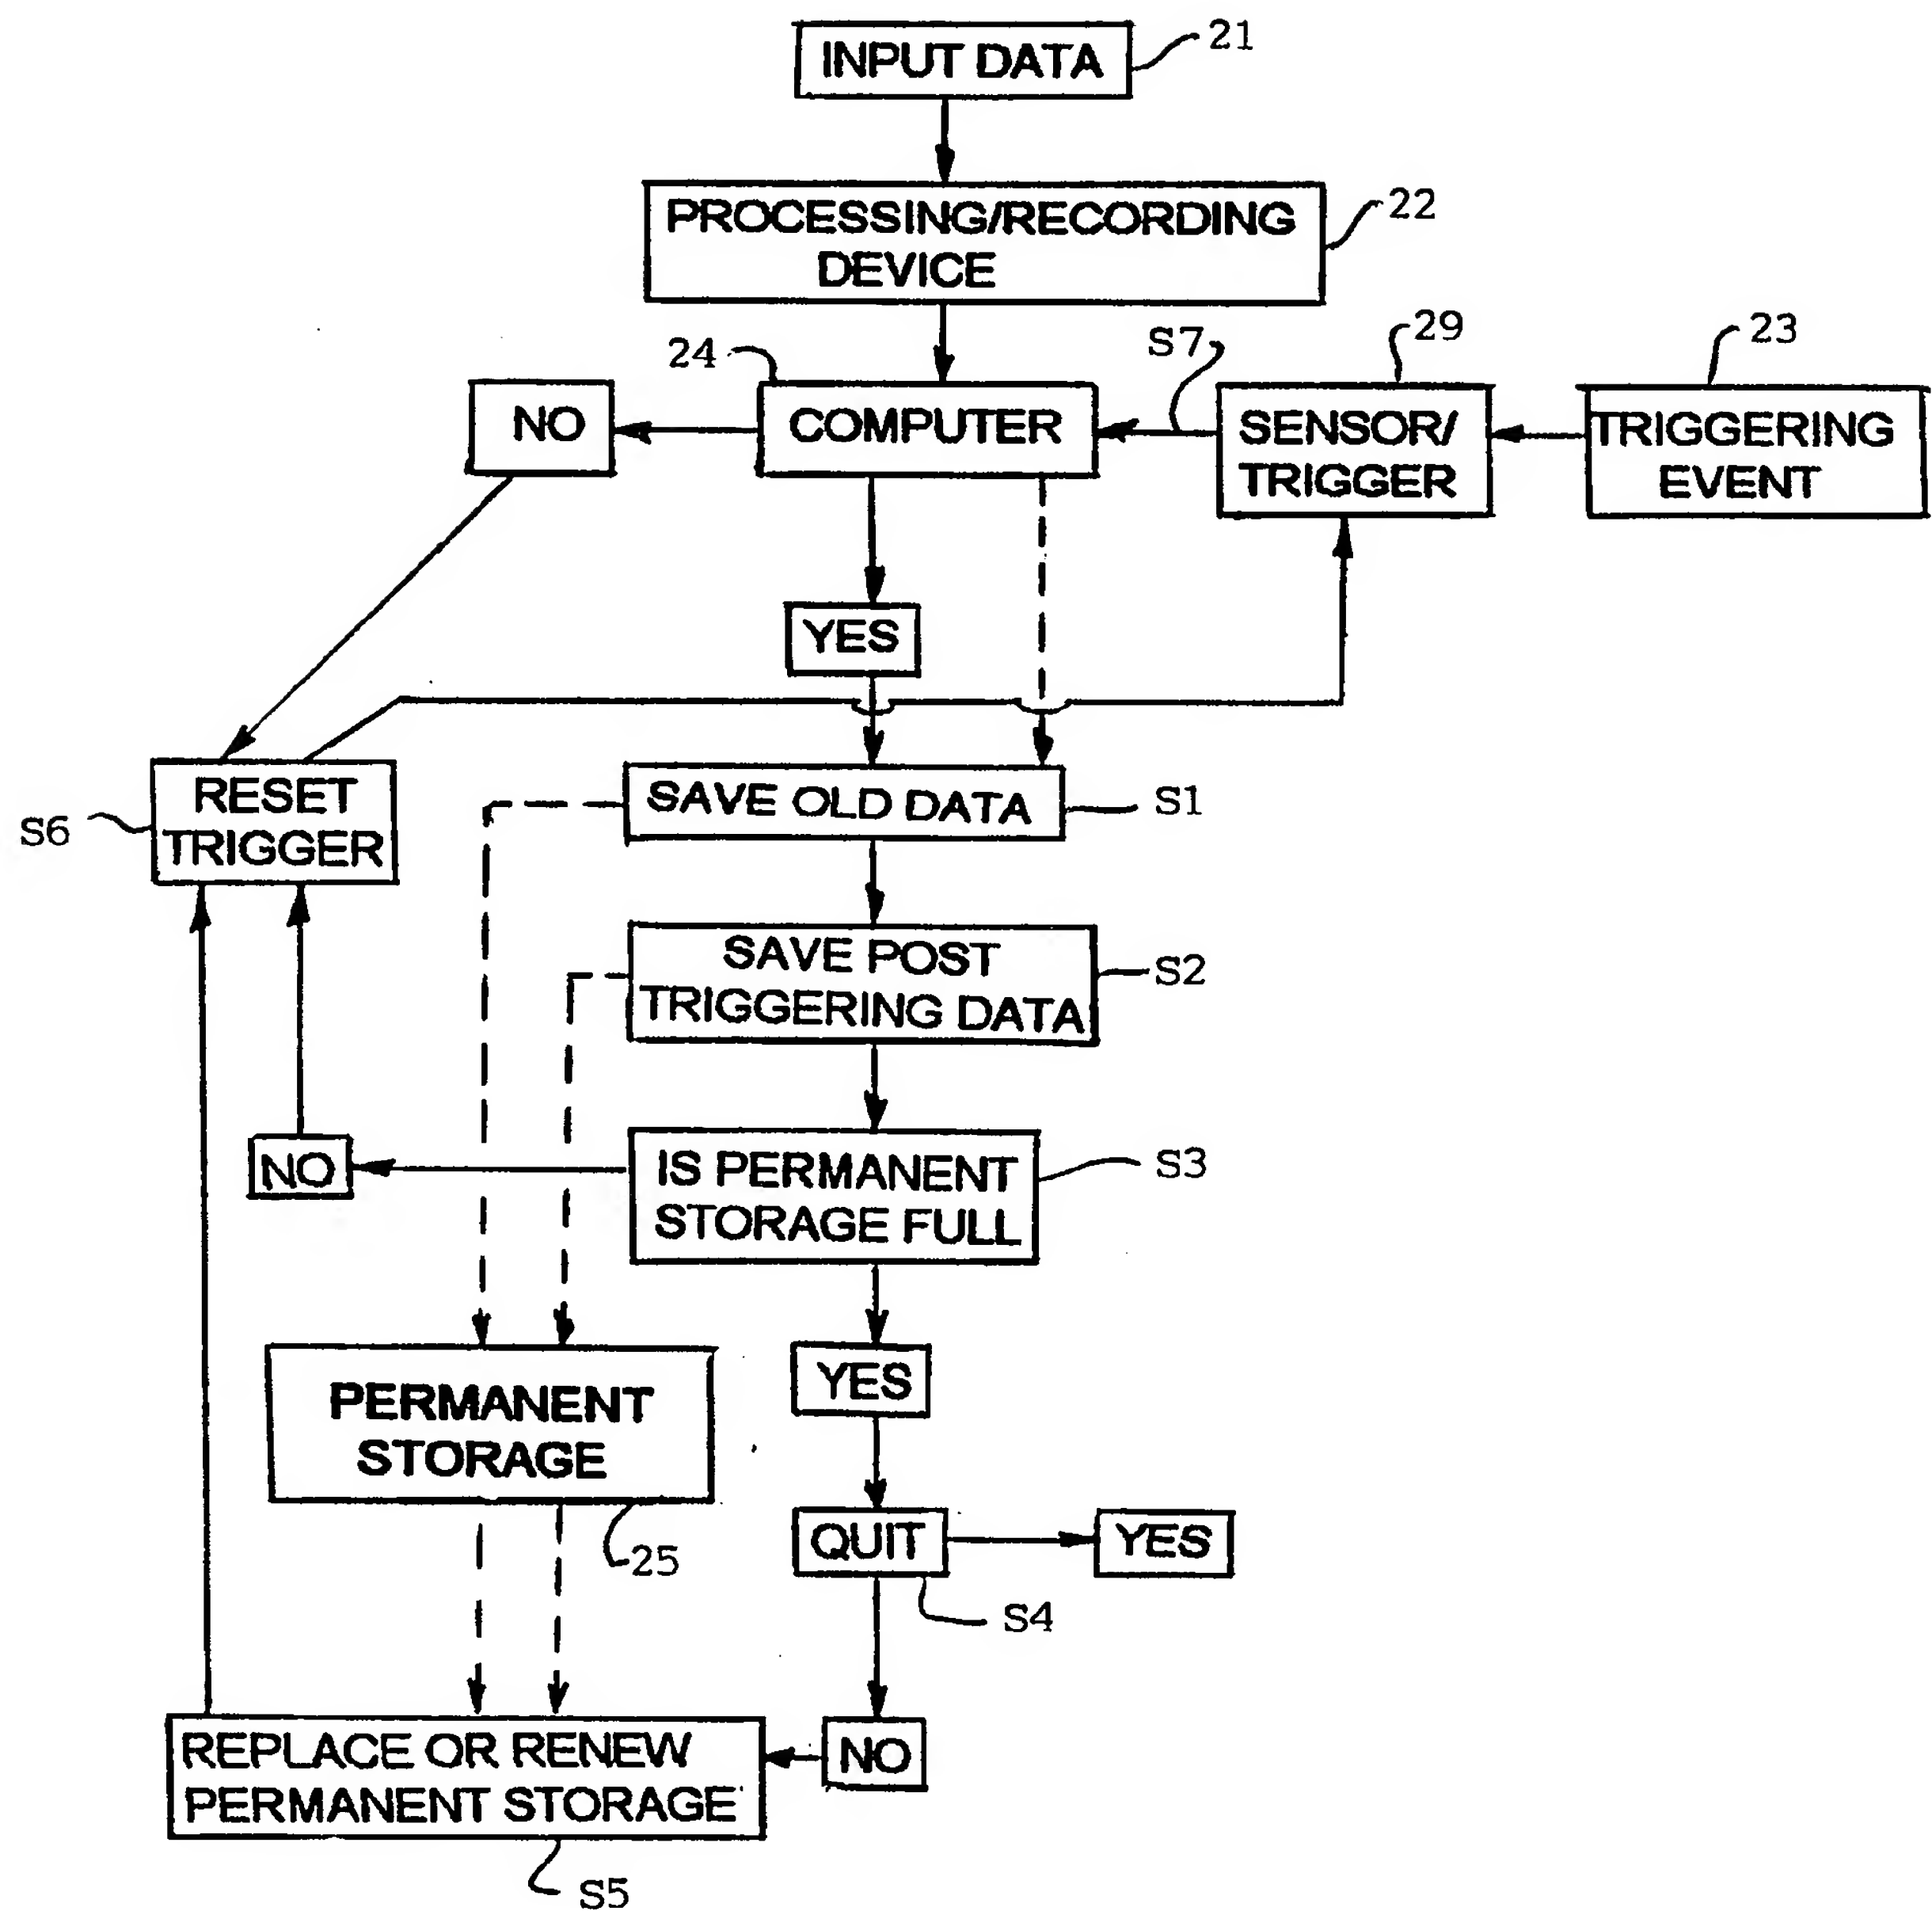 INPUT DATA
21
PROCESSING/RECORDING
DEVICE
22
24
S7
29
23
NO
COMPUTER
SENSOR/
TRIGGER
TRIGGERING
EVENT
YES
RESET
TRIGGER
S6
SAVE OLD DATA
S1
SAVE POST
TRIGGERING DATA
S2
NO
IS PERMANENT
STORAGE FULL
S3
PERMANENT
STORAGE
25
YES
QUIT
YES
S4
REPLACE OR RENEW
PERMANENT STORAGE
NO
S5